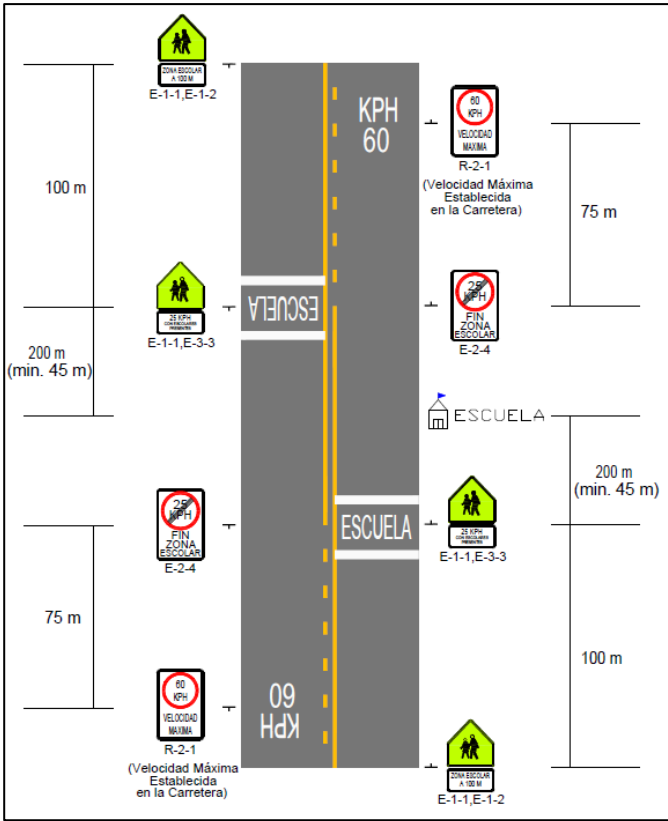 ZONA ESCOLAR
A 100 M
E-1-1,E-1-2
100 m
KPH
60
60
KPH
VELOCIDAD
MAXIMA
R-2-1
(Velocidad Máxima
Establecida
en la Carretera)
75 m
ESCUELA
25 KPH
CON ESCOLARES
PRESENTES
E-1-1,E-3-3
25
KPH
FIN
ZONA
ESCOLAR
E-2-4
200 m
(min. 45 m)
ESCUELA
200 m
(min. 45 m)
25
KPH
FIN
ZONA
ESCOLAR
E-2-4
ESCUELA
25 KPH
CON ESCOLARES
PRESENTES
E-1-1,E-3-3
75 m
100 m
60
KPH
VELOCIDAD
MAXIMA
R-2-1
(Velocidad Máxima
Establecida
en la Carretera)
KPH
60
ZONA ESCOLAR
A 100 M
E-1-1,E-1-2